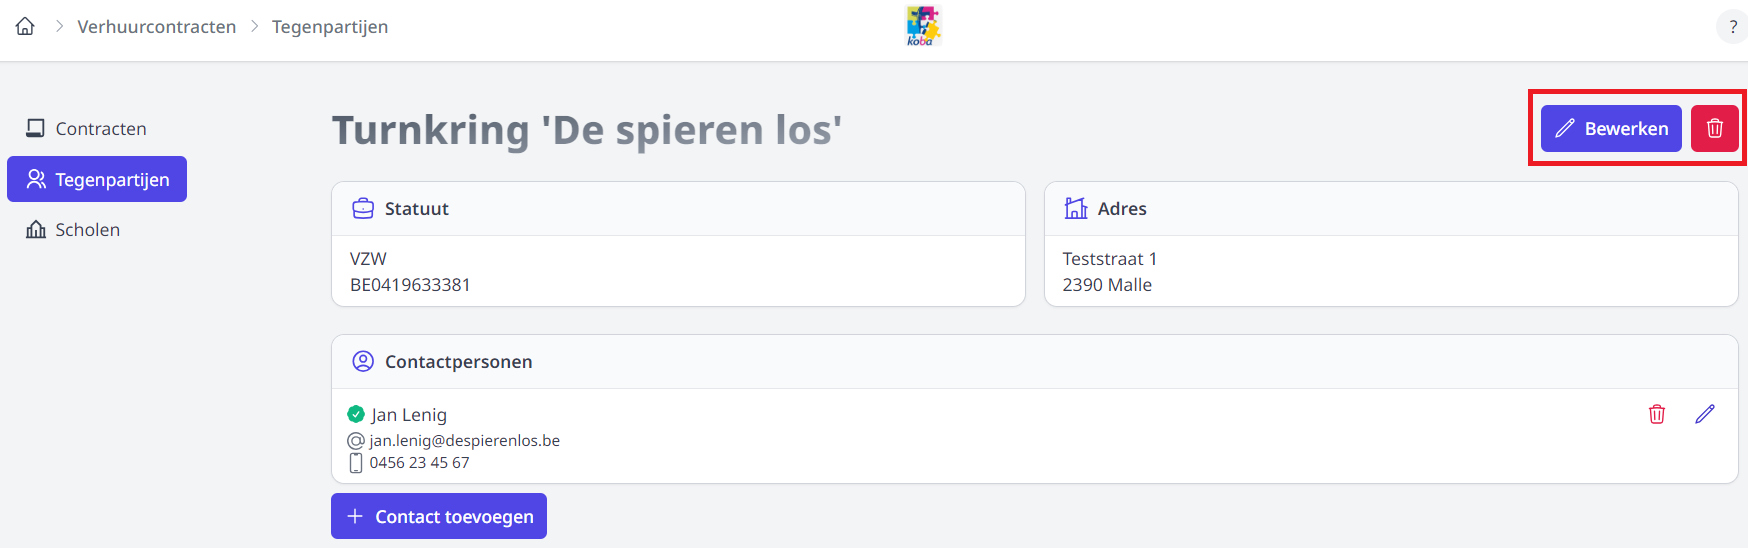 Verhuurcontracten
Tegenpartijen
koba
?
Contracten
Tegenpartijen
Scholen
Turnkring 'De spieren los'
Bewerken
Statuut
VZW
BE0419633381
Adres
Teststraat 1
2390 Malle
Contactpersonen
Jan Lenig
jan.lenig@despierenlos.be
0456 23 45 67
Contact toevoegen